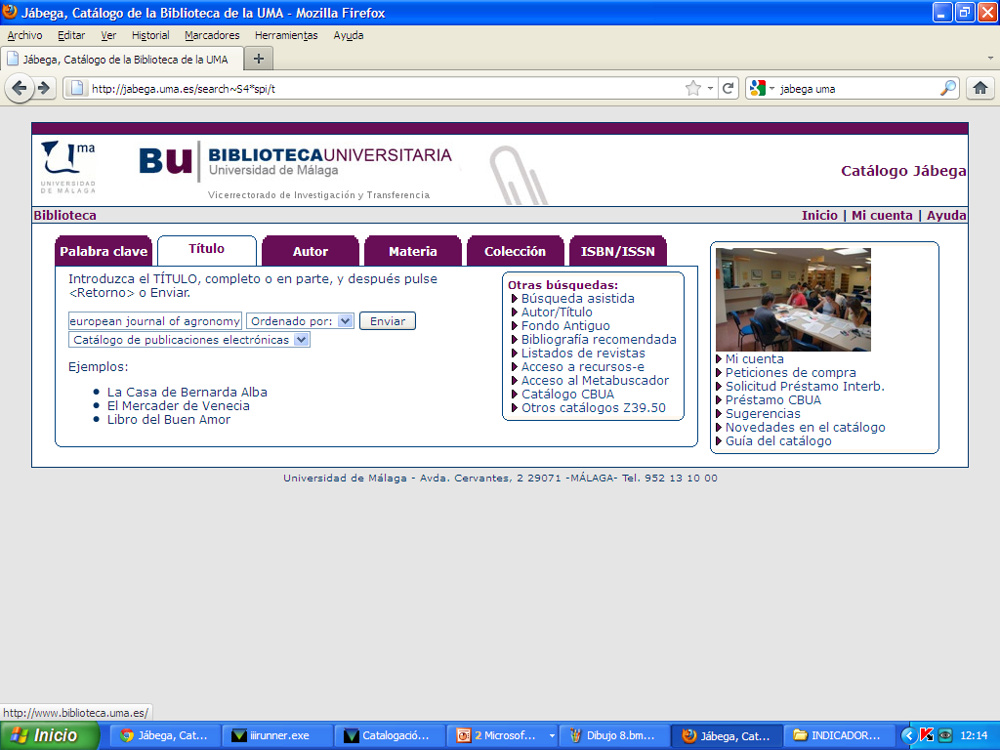 Jábega, Catálogo de la Biblioteca de la UMA - Mozilla Firefox
Archivo Editar Ver Historial Marcadores Herramientas Ayuda
Jábega, Catálogo de la Biblioteca de la UMA +
http://jabega.uma.es/search~S4*spi/t jabega uma
uma
UNIVERSIDAD
DE MÁLAGA
Bu BIBLIOTECAUNIVERSITARIA
Universidad de Málaga
Vicerrectorado de Investigación y Transferencia
Catálogo Jábega
Biblioteca Inicio | Mi cuenta | Ayuda
Palabra clave Título Autor Materia Colección ISBN/ISSN
Introduzca el TÍTULO, completo o en parte, y después pulse
<Retorno> o Enviar.
european journal of agronomy Ordenado por: Enviar
Catálogo de publicaciones electrónicas
Ejemplos:
La Casa de Bernarda Alba
El Mercader de Venecia
Libro del Buen Amor
Otras búsquedas:
Búsqueda asistida
Autor/Título
Fondo Antiguo
Bibliografía recomendada
Listados de revistas
Acceso a recursos-e
Acceso al Metabuscador
Catálogo CBUA
Otros catálogos Z39.50
Mi cuenta
Peticiones de compra
Solicitud Préstamo Interb.
Préstamo CBUA
Sugerencias
Novedades en el catálogo
Guía del catálogo
Universidad de Málaga - Avda. Cervantes, 2 29071 -MÁLAGA- Tel. 952 13 10 00
http://www.biblioteca.uma.es/
Inicio Jábega, Cat... iiirunner.exe Catalogació... 2 Microsof... Dibujo 8.bm... Jábega, Cat... INDICADOR... 12:14